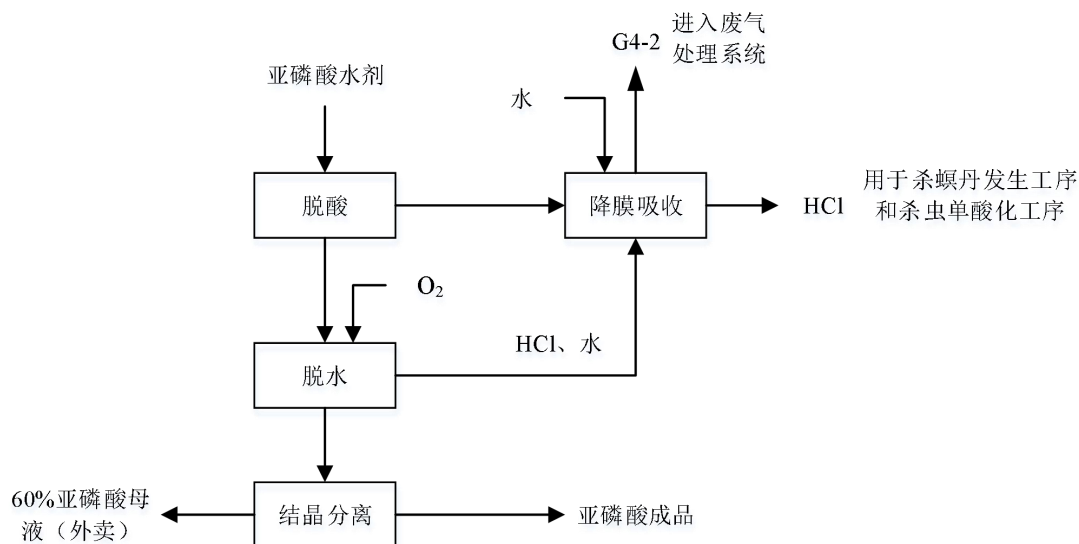 进入废气
G4-2
处理系统
亚磷酸水剂
水
脱酸
降膜吸收
HCl
用于杀螟丹发生工序
和杀虫单酸化工序
O₂
HCl、水
脱水
60%亚磷酸母
液（外卖）
结晶分离
亚磷酸成品